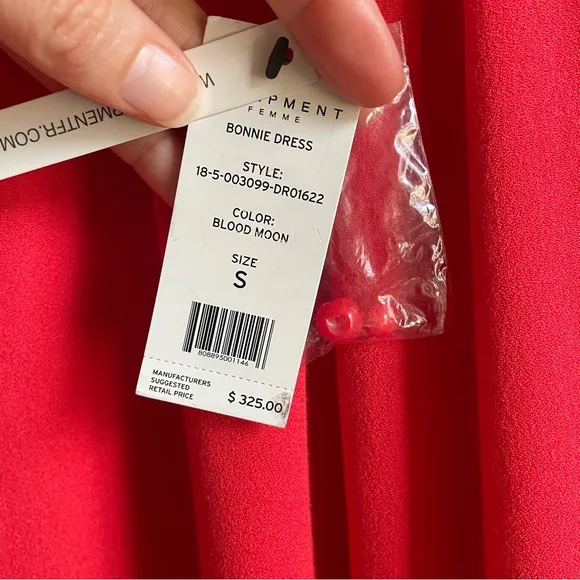 PMENT
FEMME
BONNIE DRESS
STYLE:
18-5-003099-DR01622
COLOR:
BLOOD MOON
SIZE
S
808895001146
MANUFACTURERS
SUGGESTED
RETAIL PRICE
$ 325.00
PMENTFR.COM